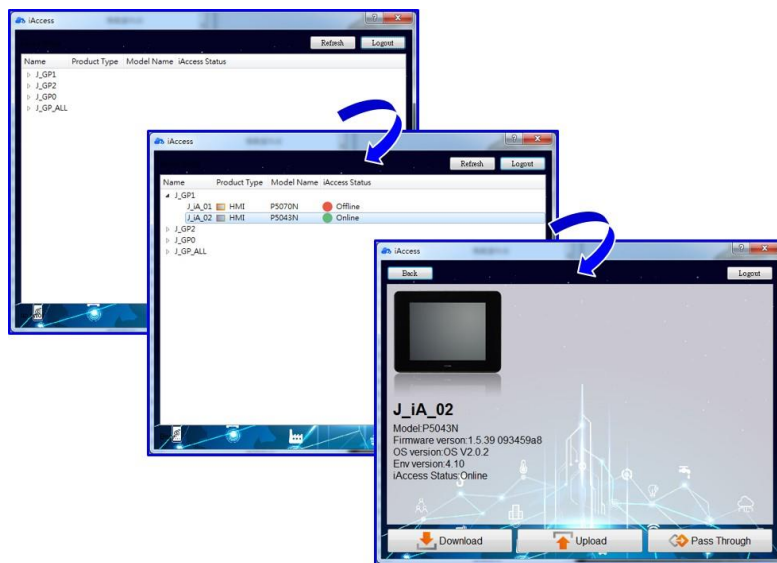 iAccess
Refresh Logout
Name Product Type Model Name iAccess Status
J_GP1
J_GP2
J_GP0
J_GP_ALL
iAccess
Refresh Logout
Name Product Type Model Name iAccess Status
J_GP1
J_iA_01 HMI P5070N Offline
J_iA_02 HMI P5043N Online
J_GP2
J_GP0
J_GP_ALL
iAccess
Back Logout
J_iA_02
Model:P5043N
Firmware verson:1.5.39 093459a8
OS version:OS V2.0.2
Env version:4.10
iAccess Status:Online
Download Upload Pass Through